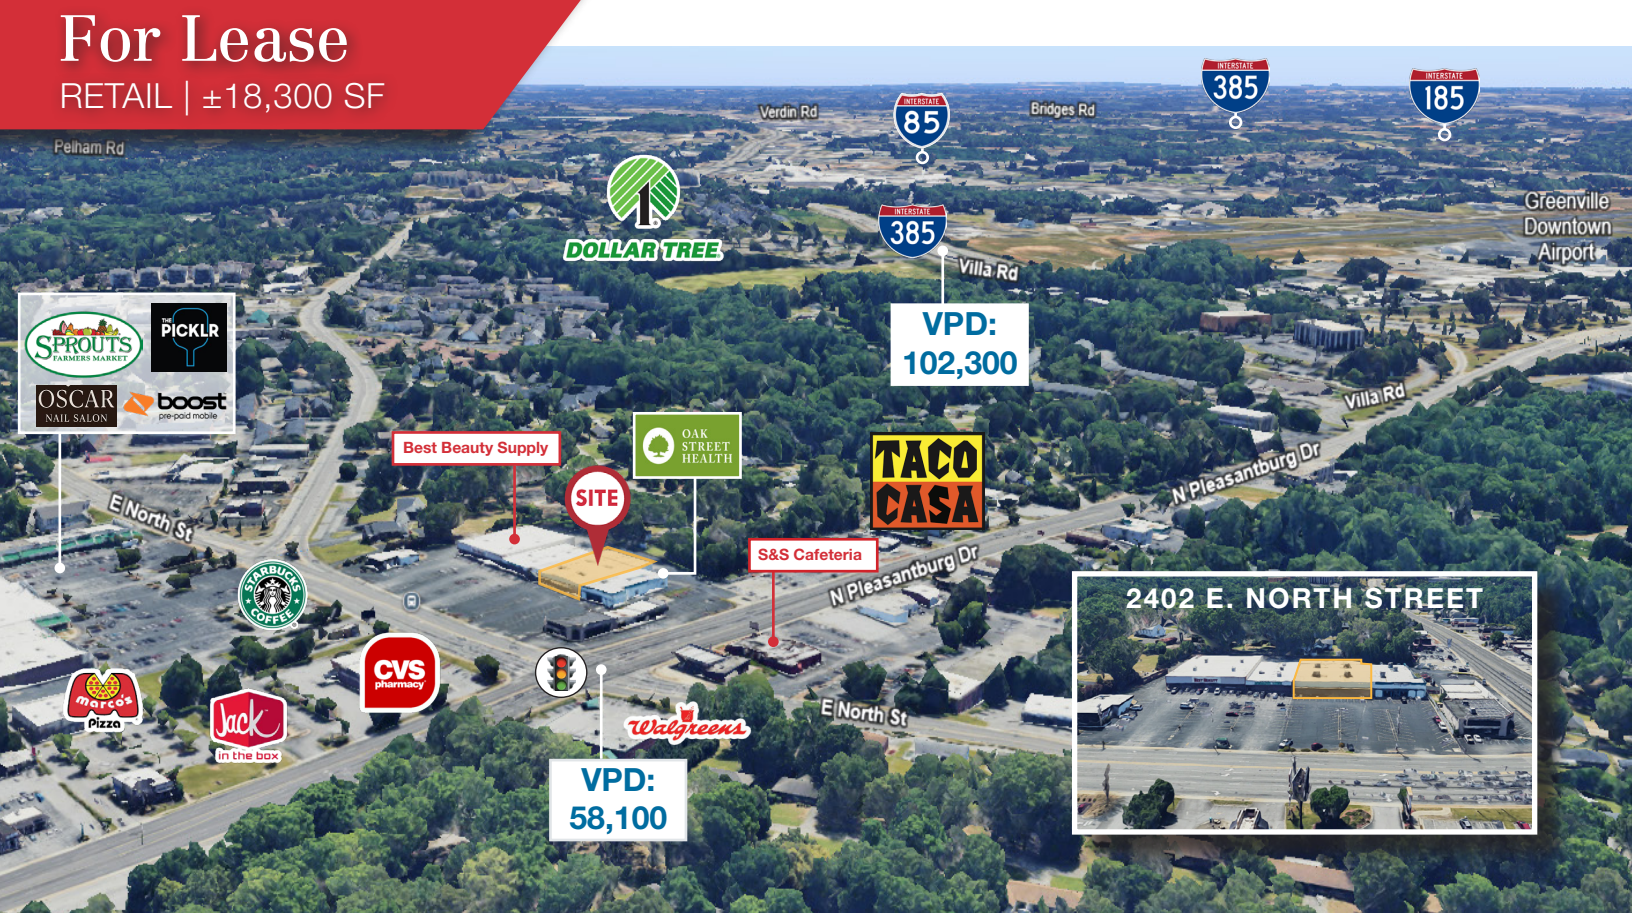 For Lease
RETAIL | ±18,300 SF
Pelham Rd
Verdin Rd
INTERSTATE
85
Bridges Rd
INTERSTATE
385
INTERSTATE
185
1
DOLLAR TREE
INTERSTATE
385
Villa Rd
Greenville
Downtown
Airport
VPD:
102,300
SPROUTS
FARMERS MARKET
THE
PICKLR
OSCAR
NAIL SALON
boost
pre-paid mobile
Best Beauty Supply
SITE
OAK
STREET
HEALTH
TACO
CASA
Villa Rd
N Pleasantburg Dr
E North St
S&S Cafeteria
N Pleasantburg Dr
STARBUCKS
COFFEE
CVS
pharmacy
marco's
Pizza
Jack
in the box
Walgreens
E North St
VPD:
58,100
2402 E. NORTH STREET